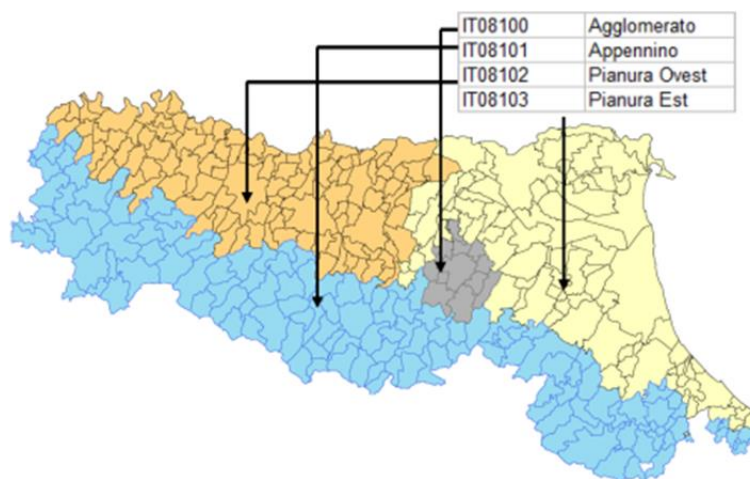 IT08100 Agglomerato
IT08101 Appennino
IT08102 Pianura Ovest
IT08103 Pianura Est